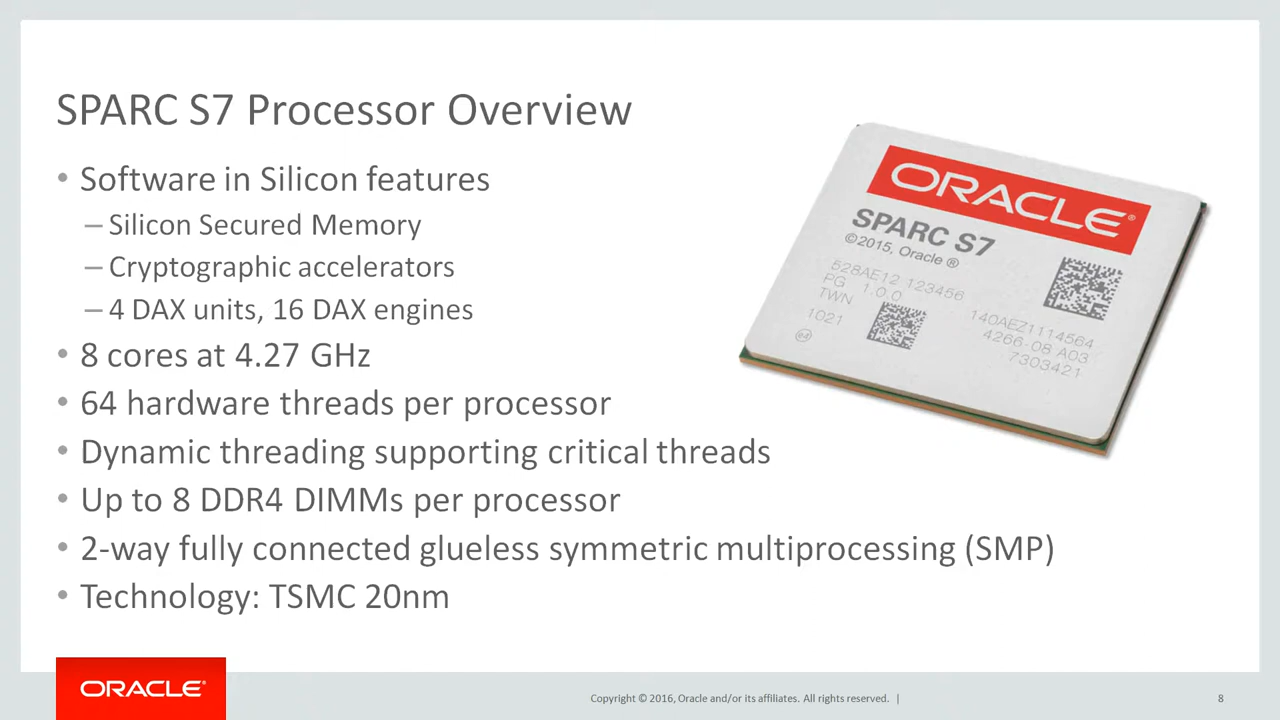 SPARC S7 Processor Overview
• Software in Silicon features
– Silicon Secured Memory
– Cryptographic accelerators
– 4 DAX units, 16 DAX engines
• 8 cores at 4.27 GHz
• 64 hardware threads per processor
• Dynamic threading supporting critical threads
• Up to 8 DDR4 DIMMs per processor
• 2-way fully connected glueless symmetric multiprocessing (SMP)
• Technology: TSMC 20nm
ORACLE®
SPARC S7
©2015, Oracle ®
528AE12 123456
PG 1.0.0
TWN
1021
e4
140AEZ1114564
4266-08 A03
7303421
ORACLE®
Copyright © 2016, Oracle and/or its affiliates. All rights reserved. |
8